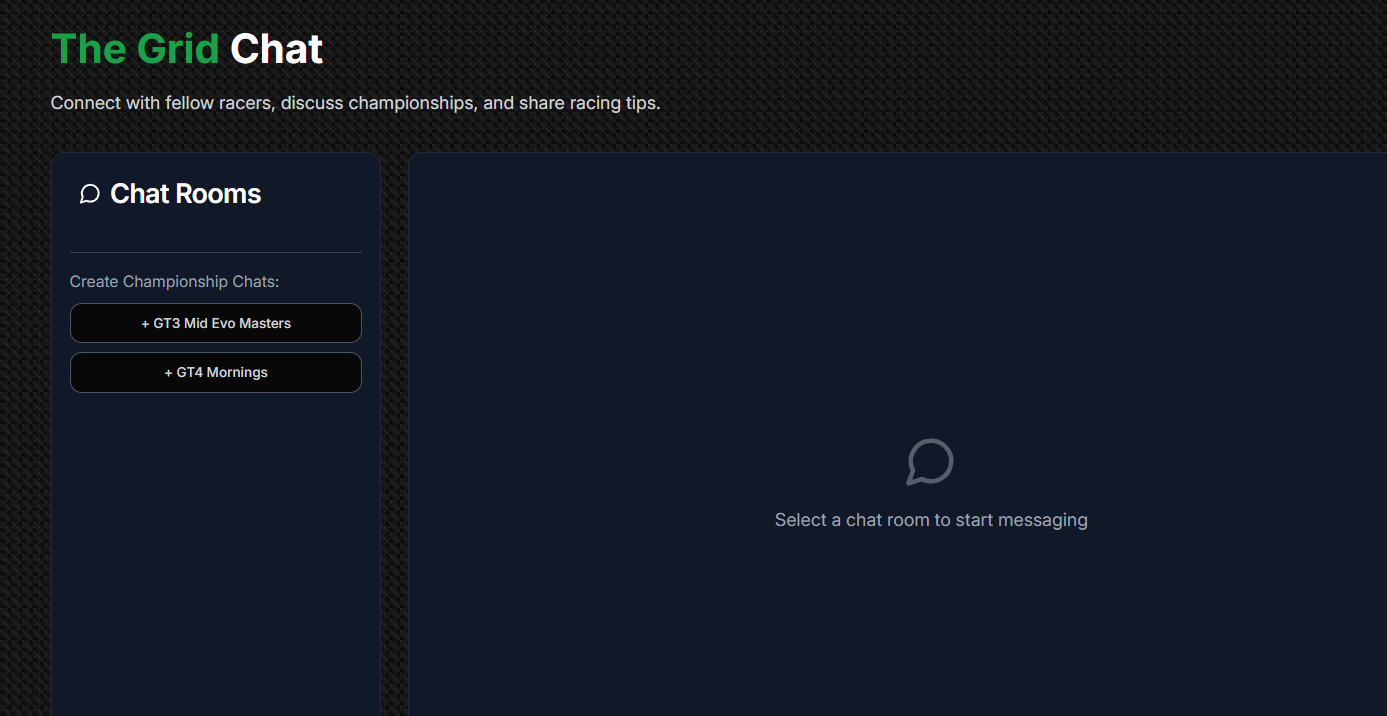 The Grid Chat
Connect with fellow racers, discuss championships, and share racing tips.
Chat Rooms
Create Championship Chats:
+ GT3 Mid Evo Masters
+ GT4 Mornings
Select a chat room to start messaging